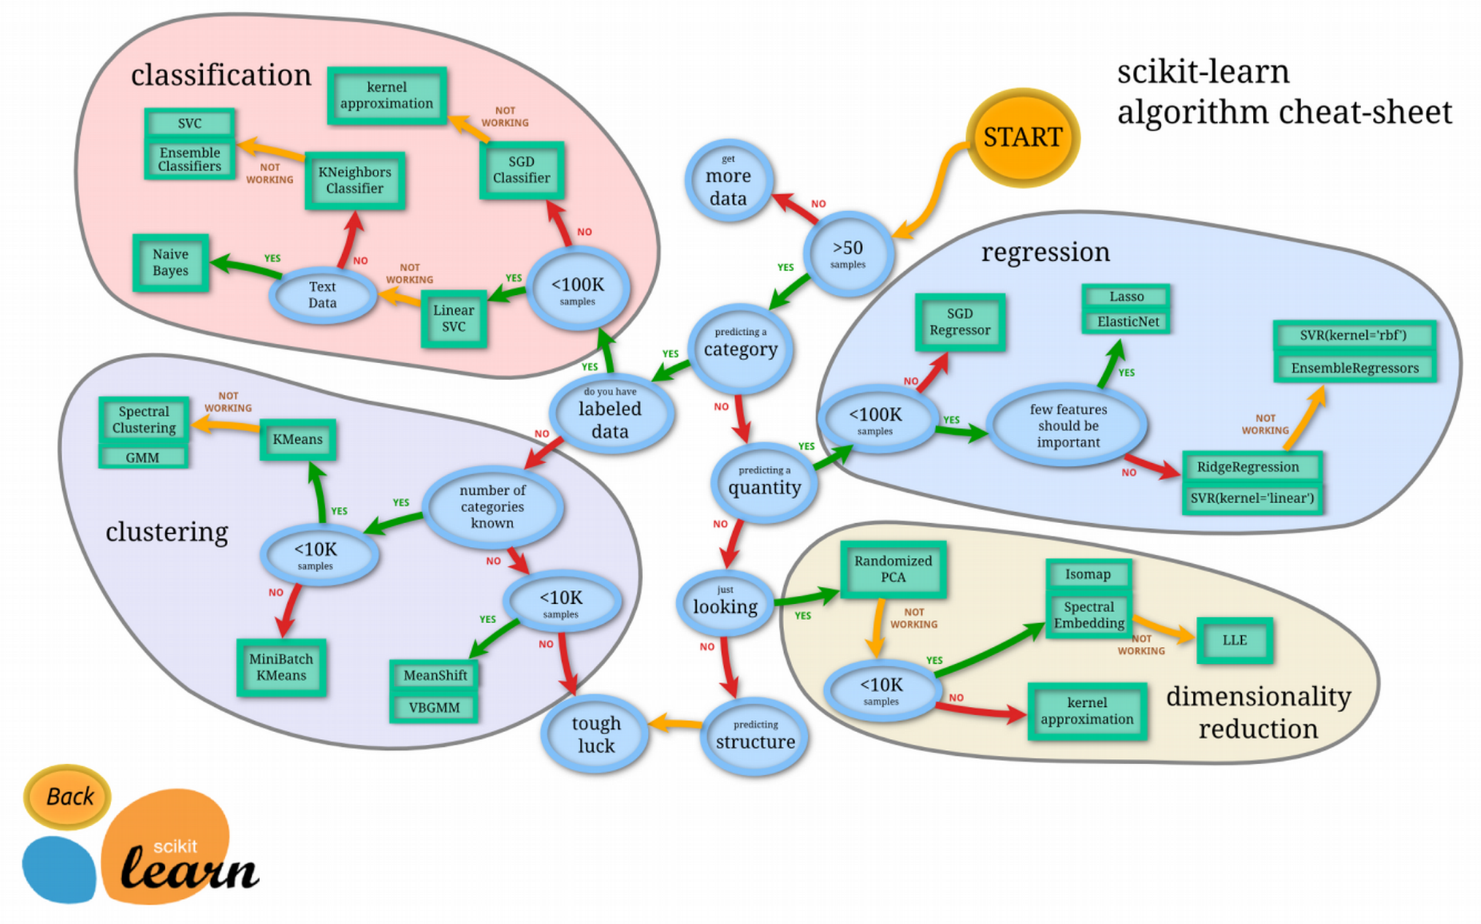 scikit-learn
algorithm cheat-sheet
START
get
more
data
NO
>50
samples
YES
predicting a
category
YES
NO
do you have
labeled
data
YES
NO
predicting a
quantity
YES
NO
just
looking
YES
NO
predicting
structure
tough
luck
classification
kernel
approximation
NOT
WORKING
SVC
Ensemble
Classifiers
NOT
WORKING
KNeighbors
Classifier
SGD
Classifier
NO
Naive
Bayes
YES
NO
Text
Data
NOT
WORKING
Linear
SVC
YES
<100K
samples
regression
SGD
Regressor
NO
<100K
samples
YES
Lasso
ElasticNet
YES
few features
should be
important
NO
SVR(kernel='rbf')
EnsembleRegressors
NOT
WORKING
RidgeRegression
SVR(kernel='linear')
clustering
Spectral
Clustering
GMM
NOT
WORKING
KMeans
YES
<10K
samples
NO
MiniBatch
KMeans
YES
number of
categories
known
NO
<10K
samples
YES
NO
MeanShift
VBGMM
dimensionality
reduction
Randomized
PCA
NOT
WORKING
<10K
samples
YES
NO
Isomap
Spectral
Embedding
NOT
WORKING
LLE
kernel
approximation
Back
scikit
learn